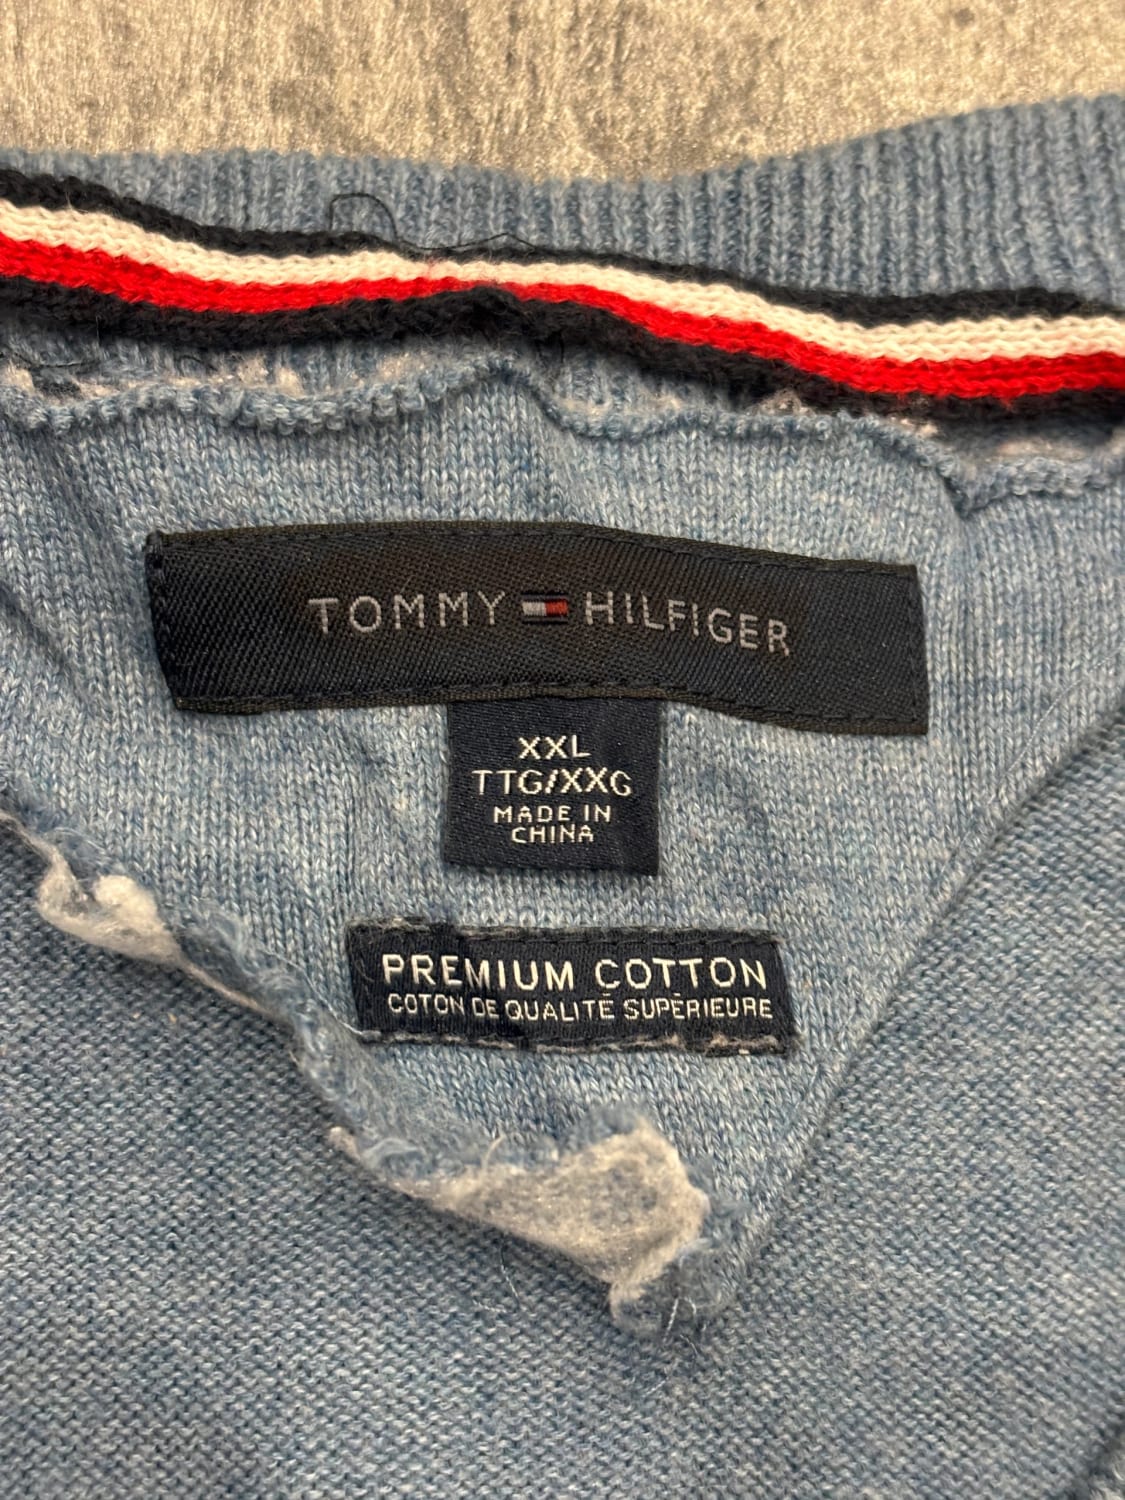 TOMMY HILFIGER
XXL
TTG/XXG
MADE IN
CHINA
PREMIUM COTTON
COTON DE QUALITÉ SUPÉRIEURE